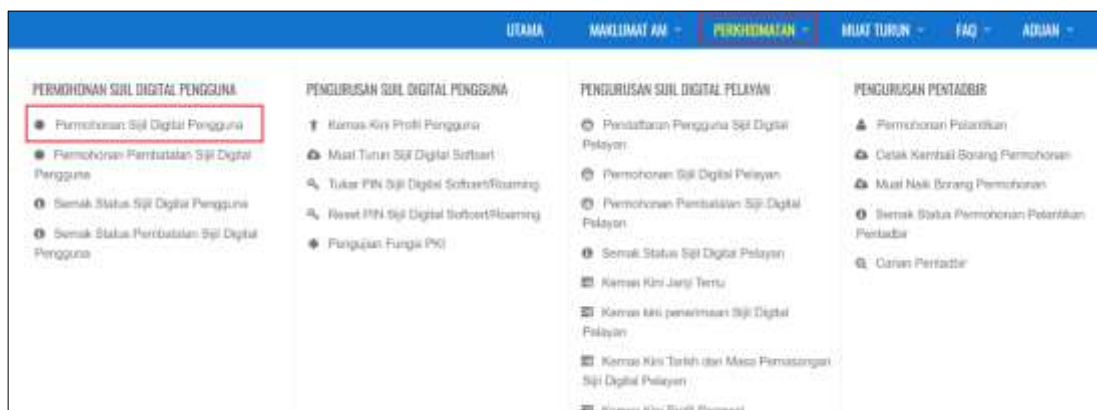 UTAMA MAKLUMAT AM PERKHIDMATAN MUAT TURUN FAQ ADUAN
PERMOHONAN SIJIL DIGITAL PENGGUNA
Permohonan Sijil Digital Pengguna
Permohonan Pembatalan Sijil Digital
Pengguna
Semak Status Sijil Digital Pengguna
Semak Status Pembatalan Sijil Digital
Pengguna
PENGURUSAN SIJIL DIGITAL PENGGUNA
Kemas Kini Profil Pengguna
Muat Turun Sijil Digital Softcert
Tukar PIN Sijil Digital Softcert/Roaming
Reset PIN Sijil Digital Softcert/Roaming
Pengujian Fungsi PKI
PENGURUSAN SIJIL DIGITAL PELAYAN
Pendaftaran Pengguna Sijil Digital
Pelayan
Permohonan Sijil Digital Pelayan
Permohonan Pembatalan Sijil Digital
Pelayan
Semak Status Sijil Digital Pelayan
Kemas Kini Janji Temu
Kemas kini penerimaan Sijil Digital
Pelayan
Kemas Kini Tarikh dan Masa Pemasangan
Sijil Digital Pelayan
PENGURUSAN PENTADBIR
Permohonan Pelantikan
Cetak Kembali Borang Permohonan
Muat Naik Borang Permohonan
Semak Status Permohonan Pelantikan
Pentadbir
Carian Pentadbir